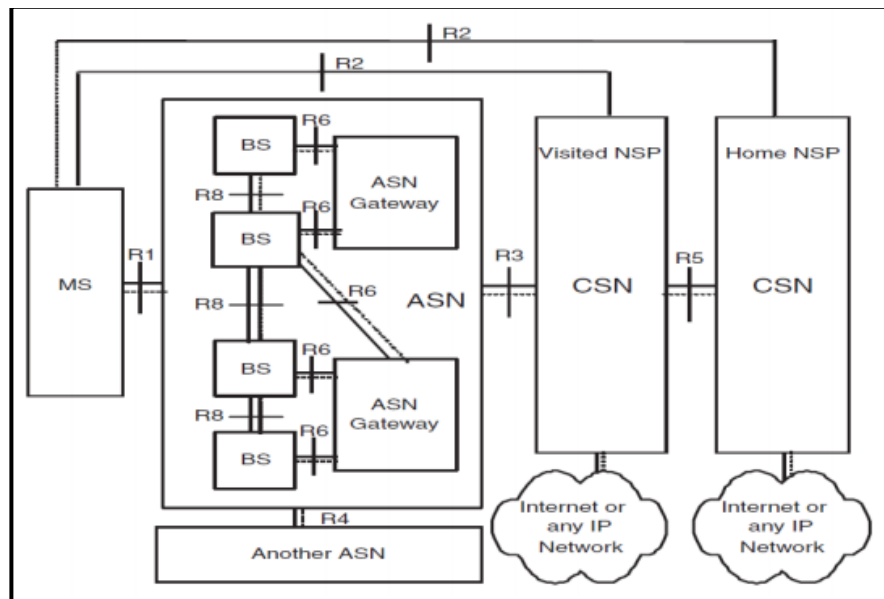 R2
R2
R6
BS
Visited NSP
Home NSP
ASN
Gateway
R8
R6
BS
R1
R3
R5
MS
R6
ASN
CSN
CSN
R8
R6
BS
ASN
Gateway
R8
R6
BS
Internet or
any IP
Network
Internet or
any IP
Network
R4
Another ASN